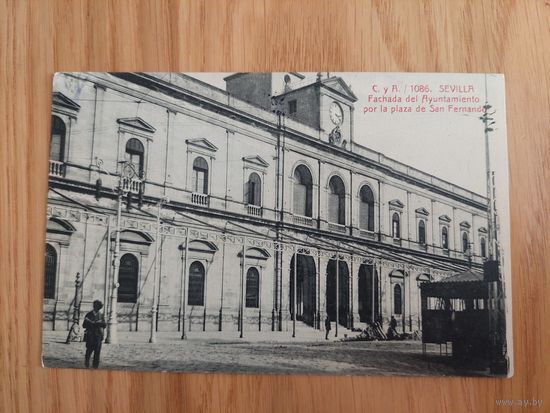 C. y A. / 1086. SEVILLA
Fachada del Ayuntamiento
por la plaza de San Fernando
www.ay.by